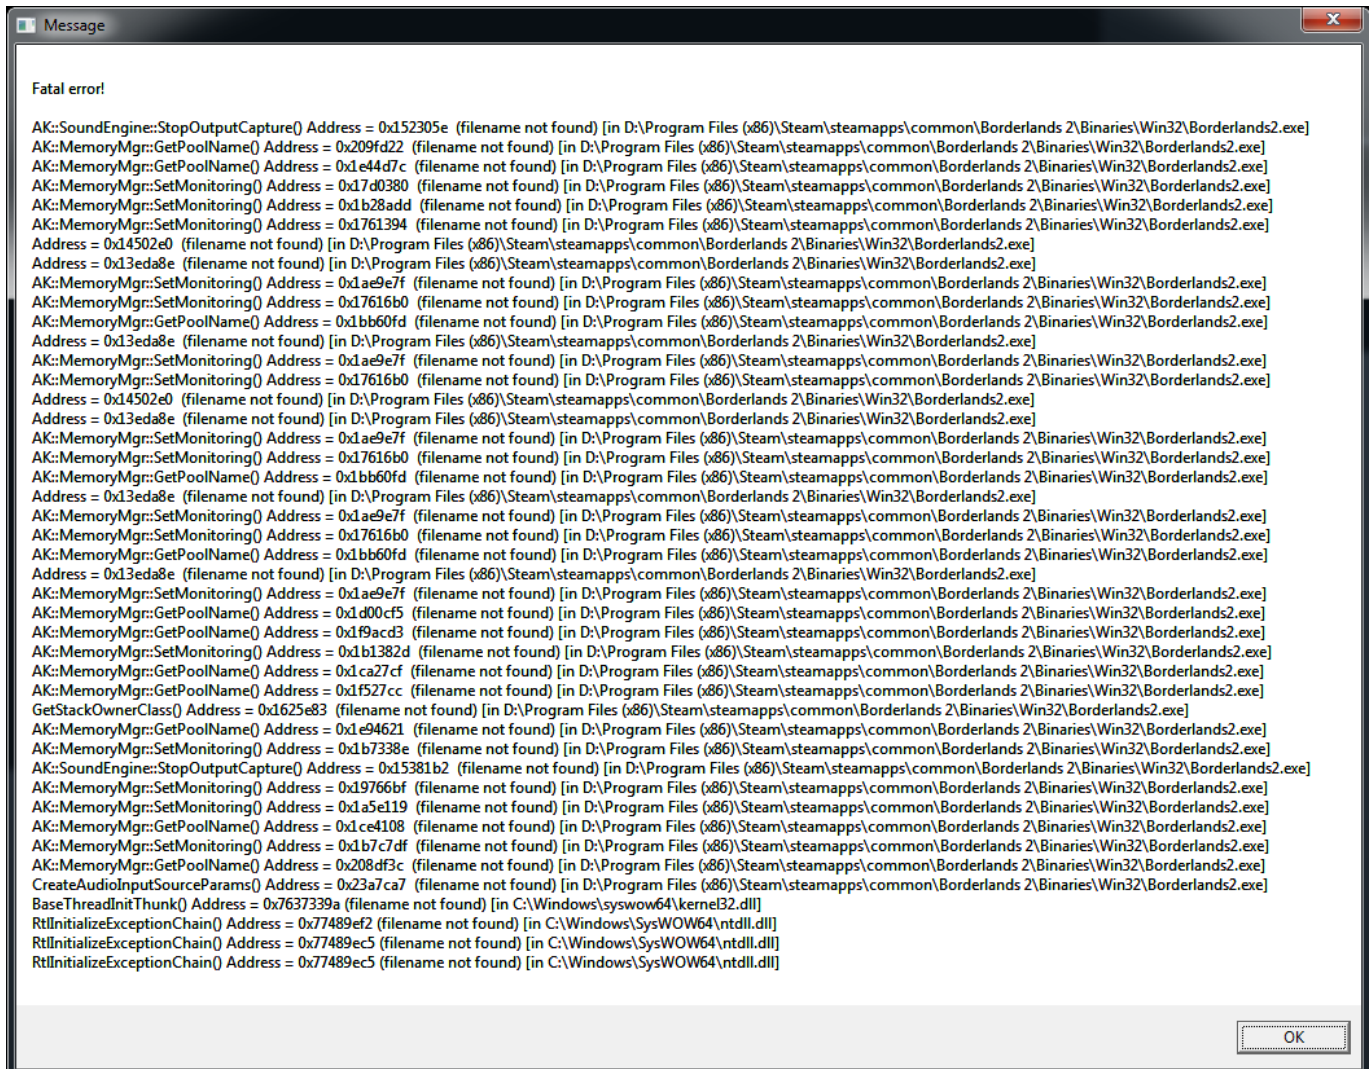 Message
Fatal error!
AK::SoundEngine::StopOutputCapture() Address = 0x152305e (filename not found) [in D:\Program Files (x86)\Steam\steamapps\common\Borderlands 2\Binaries\Win32\Borderlands2.exe]
AK::MemoryMgr::GetPoolName() Address = 0x209fd22 (filename not found) [in D:\Program Files (x86)\Steam\steamapps\common\Borderlands 2\Binaries\Win32\Borderlands2.exe]
AK::MemoryMgr::GetPoolName() Address = 0x1e44d7c (filename not found) [in D:\Program Files (x86)\Steam\steamapps\common\Borderlands 2\Binaries\Win32\Borderlands2.exe]
AK::MemoryMgr::SetMonitoring() Address = 0x17d0380 (filename not found) [in D:\Program Files (x86)\Steam\steamapps\common\Borderlands 2\Binaries\Win32\Borderlands2.exe]
AK::MemoryMgr::SetMonitoring() Address = 0x1b28add (filename not found) [in D:\Program Files (x86)\Steam\steamapps\common\Borderlands 2\Binaries\Win32\Borderlands2.exe]
AK::MemoryMgr::SetMonitoring() Address = 0x1761394 (filename not found) [in D:\Program Files (x86)\Steam\steamapps\common\Borderlands 2\Binaries\Win32\Borderlands2.exe]
Address = 0x14502e0 (filename not found) [in D:\Program Files (x86)\Steam\steamapps\common\Borderlands 2\Binaries\Win32\Borderlands2.exe]
Address = 0x13eda8e (filename not found) [in D:\Program Files (x86)\Steam\steamapps\common\Borderlands 2\Binaries\Win32\Borderlands2.exe]
AK::MemoryMgr::SetMonitoring() Address = 0x1ae9e7f (filename not found) [in D:\Program Files (x86)\Steam\steamapps\common\Borderlands 2\Binaries\Win32\Borderlands2.exe]
AK::MemoryMgr::SetMonitoring() Address = 0x17616b0 (filename not found) [in D:\Program Files (x86)\Steam\steamapps\common\Borderlands 2\Binaries\Win32\Borderlands2.exe]
AK::MemoryMgr::GetPoolName() Address = 0x1bb60fd (filename not found) [in D:\Program Files (x86)\Steam\steamapps\common\Borderlands 2\Binaries\Win32\Borderlands2.exe]
Address = 0x13eda8e (filename not found) [in D:\Program Files (x86)\Steam\steamapps\common\Borderlands 2\Binaries\Win32\Borderlands2.exe]
AK::MemoryMgr::SetMonitoring() Address = 0x1ae9e7f (filename not found) [in D:\Program Files (x86)\Steam\steamapps\common\Borderlands 2\Binaries\Win32\Borderlands2.exe]
AK::MemoryMgr::SetMonitoring() Address = 0x17616b0 (filename not found) [in D:\Program Files (x86)\Steam\steamapps\common\Borderlands 2\Binaries\Win32\Borderlands2.exe]
Address = 0x14502e0 (filename not found) [in D:\Program Files (x86)\Steam\steamapps\common\Borderlands 2\Binaries\Win32\Borderlands2.exe]
Address = 0x13eda8e (filename not found) [in D:\Program Files (x86)\Steam\steamapps\common\Borderlands 2\Binaries\Win32\Borderlands2.exe]
AK::MemoryMgr::SetMonitoring() Address = 0x1ae9e7f (filename not found) [in D:\Program Files (x86)\Steam\steamapps\common\Borderlands 2\Binaries\Win32\Borderlands2.exe]
AK::MemoryMgr::SetMonitoring() Address = 0x17616b0 (filename not found) [in D:\Program Files (x86)\Steam\steamapps\common\Borderlands 2\Binaries\Win32\Borderlands2.exe]
AK::MemoryMgr::GetPoolName() Address = 0x1bb60fd (filename not found) [in D:\Program Files (x86)\Steam\steamapps\common\Borderlands 2\Binaries\Win32\Borderlands2.exe]
Address = 0x13eda8e (filename not found) [in D:\Program Files (x86)\Steam\steamapps\common\Borderlands 2\Binaries\Win32\Borderlands2.exe]
AK::MemoryMgr::SetMonitoring() Address = 0x1ae9e7f (filename not found) [in D:\Program Files (x86)\Steam\steamapps\common\Borderlands 2\Binaries\Win32\Borderlands2.exe]
AK::MemoryMgr::SetMonitoring() Address = 0x17616b0 (filename not found) [in D:\Program Files (x86)\Steam\steamapps\common\Borderlands 2\Binaries\Win32\Borderlands2.exe]
AK::MemoryMgr::GetPoolName() Address = 0x1bb60fd (filename not found) [in D:\Program Files (x86)\Steam\steamapps\common\Borderlands 2\Binaries\Win32\Borderlands2.exe]
Address = 0x13eda8e (filename not found) [in D:\Program Files (x86)\Steam\steamapps\common\Borderlands 2\Binaries\Win32\Borderlands2.exe]
AK::MemoryMgr::SetMonitoring() Address = 0x1ae9e7f (filename not found) [in D:\Program Files (x86)\Steam\steamapps\common\Borderlands 2\Binaries\Win32\Borderlands2.exe]
AK::MemoryMgr::GetPoolName() Address = 0x1d00cf5 (filename not found) [in D:\Program Files (x86)\Steam\steamapps\common\Borderlands 2\Binaries\Win32\Borderlands2.exe]
AK::MemoryMgr::GetPoolName() Address = 0x1f9acd3 (filename not found) [in D:\Program Files (x86)\Steam\steamapps\common\Borderlands 2\Binaries\Win32\Borderlands2.exe]
AK::MemoryMgr::SetMonitoring() Address = 0x1b1382d (filename not found) [in D:\Program Files (x86)\Steam\steamapps\common\Borderlands 2\Binaries\Win32\Borderlands2.exe]
AK::MemoryMgr::GetPoolName() Address = 0x1ca27cf (filename not found) [in D:\Program Files (x86)\Steam\steamapps\common\Borderlands 2\Binaries\Win32\Borderlands2.exe]
AK::MemoryMgr::GetPoolName() Address = 0x1f527cc (filename not found) [in D:\Program Files (x86)\Steam\steamapps\common\Borderlands 2\Binaries\Win32\Borderlands2.exe]
GetStackOwnerClass() Address = 0x1625e83 (filename not found) [in D:\Program Files (x86)\Steam\steamapps\common\Borderlands 2\Binaries\Win32\Borderlands2.exe]
AK::MemoryMgr::GetPoolName() Address = 0x1e94621 (filename not found) [in D:\Program Files (x86)\Steam\steamapps\common\Borderlands 2\Binaries\Win32\Borderlands2.exe]
AK::MemoryMgr::SetMonitoring() Address = 0x1b7338e (filename not found) [in D:\Program Files (x86)\Steam\steamapps\common\Borderlands 2\Binaries\Win32\Borderlands2.exe]
AK::SoundEngine::StopOutputCapture() Address = 0x15381b2 (filename not found) [in D:\Program Files (x86)\Steam\steamapps\common\Borderlands 2\Binaries\Win32\Borderlands2.exe]
AK::MemoryMgr::SetMonitoring() Address = 0x19766bf (filename not found) [in D:\Program Files (x86)\Steam\steamapps\common\Borderlands 2\Binaries\Win32\Borderlands2.exe]
AK::MemoryMgr::SetMonitoring() Address = 0x1a5e119 (filename not found) [in D:\Program Files (x86)\Steam\steamapps\common\Borderlands 2\Binaries\Win32\Borderlands2.exe]
AK::MemoryMgr::GetPoolName() Address = 0x1ce4108 (filename not found) [in D:\Program Files (x86)\Steam\steamapps\common\Borderlands 2\Binaries\Win32\Borderlands2.exe]
AK::MemoryMgr::SetMonitoring() Address = 0x1b7c7df (filename not found) [in D:\Program Files (x86)\Steam\steamapps\common\Borderlands 2\Binaries\Win32\Borderlands2.exe]
AK::MemoryMgr::GetPoolName() Address = 0x208df3c (filename not found) [in D:\Program Files (x86)\Steam\steamapps\common\Borderlands 2\Binaries\Win32\Borderlands2.exe]
CreateAudioInputSourceParams() Address = 0x23a7ca7 (filename not found) [in D:\Program Files (x86)\Steam\steamapps\common\Borderlands 2\Binaries\Win32\Borderlands2.exe]
BaseThreadInitThunk() Address = 0x7637339a (filename not found) [in C:\Windows\syswow64\kernel32.dll]
RtlInitializeExceptionChain() Address = 0x77489ef2 (filename not found) [in C:\Windows\SysWOW64\ntdll.dll]
RtlInitializeExceptionChain() Address = 0x77489ec5 (filename not found) [in C:\Windows\SysWOW64\ntdll.dll]
RtlInitializeExceptionChain() Address = 0x77489ec5 (filename not found) [in C:\Windows\SysWOW64\ntdll.dll]
OK